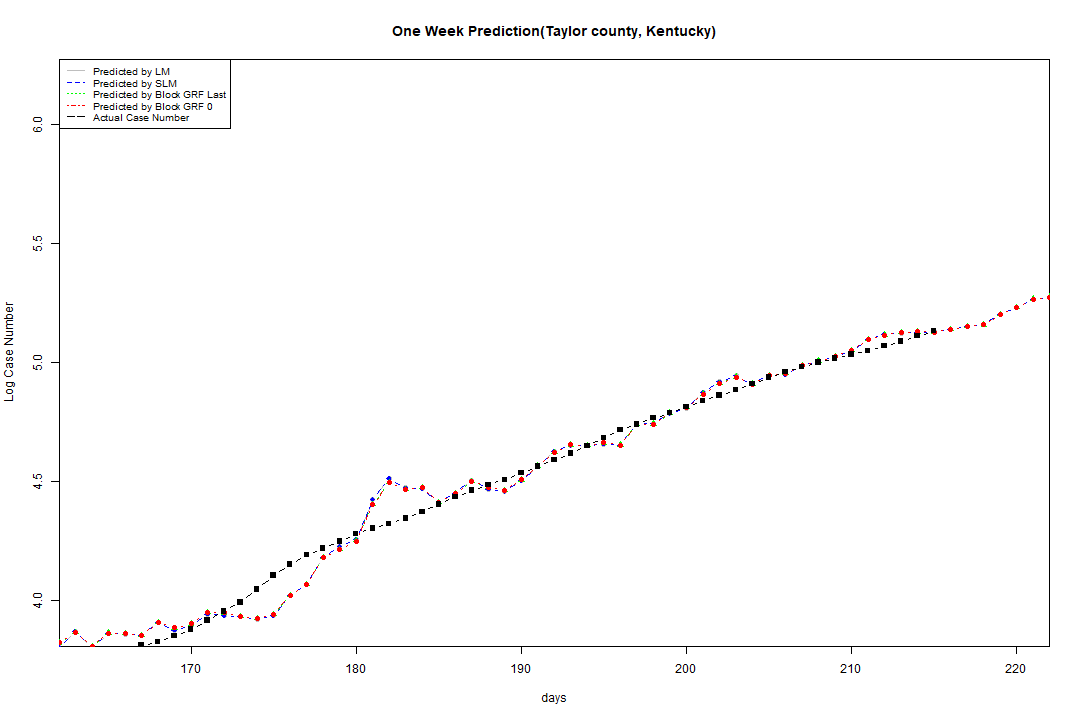 One Week Prediction(Taylor county, Kentucky)
Predicted by LM
Predicted by SLM
Predicted by Block GRF Last
Predicted by Block GRF 0
Actual Case Number
6.0
5.5
5.0
4.5
4.0
Log Case Number
170 180 190 200 210 220
days